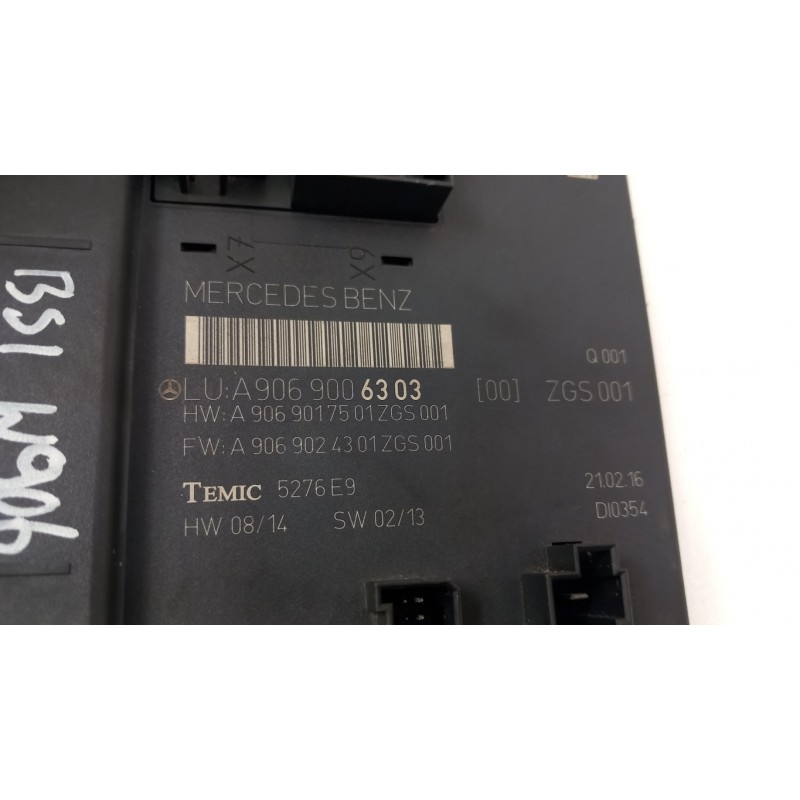 BSI W906
X7 X9
MERCEDES BENZ
Q 001
LU: A 906 900 6303 [00] ZGS 001
HW: A 906 901 75 01 ZGS 001
FW: A 906 902 43 01 ZGS 001
TEMIC 5276 E9 21.02.16
HW 08/14 SW 02/13 DI0354